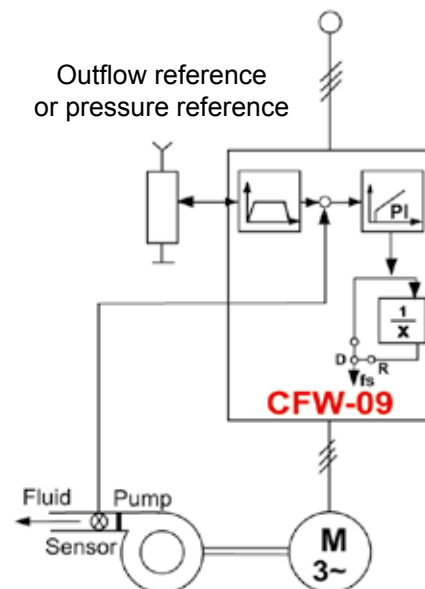 Outflow reference
or pressure reference
PI
1
x
D
R
fs
CFW-09
Fluid
Pump
Sensor
M
3~